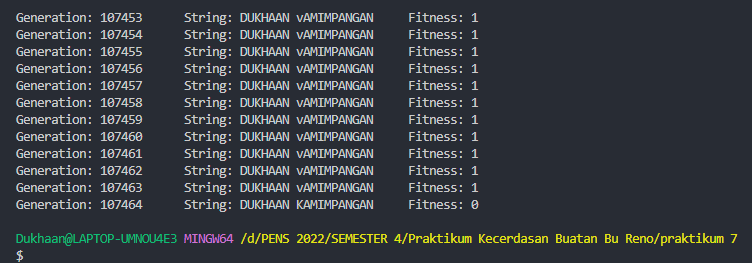 Generation: 107453 String: DUKHAAN vAMIMPANGAN Fitness: 1
Generation: 107454 String: DUKHAAN vAMIMPANGAN Fitness: 1
Generation: 107455 String: DUKHAAN vAMIMPANGAN Fitness: 1
Generation: 107456 String: DUKHAAN vAMIMPANGAN Fitness: 1
Generation: 107457 String: DUKHAAN vAMIMPANGAN Fitness: 1
Generation: 107458 String: DUKHAAN vAMIMPANGAN Fitness: 1
Generation: 107459 String: DUKHAAN vAMIMPANGAN Fitness: 1
Generation: 107460 String: DUKHAAN vAMIMPANGAN Fitness: 1
Generation: 107461 String: DUKHAAN vAMIMPANGAN Fitness: 1
Generation: 107462 String: DUKHAAN vAMIMPANGAN Fitness: 1
Generation: 107463 String: DUKHAAN vAMIMPANGAN Fitness: 1
Generation: 107464 String: DUKHAAN KAMIMPANGAN Fitness: 0
Dukhaan@LAPTOP-UMNOU4E3 MINGW64 /d/PENS 2022/SEMESTER 4/Praktikum Kecerdasan Buatan Bu Reno/praktikum 7
$